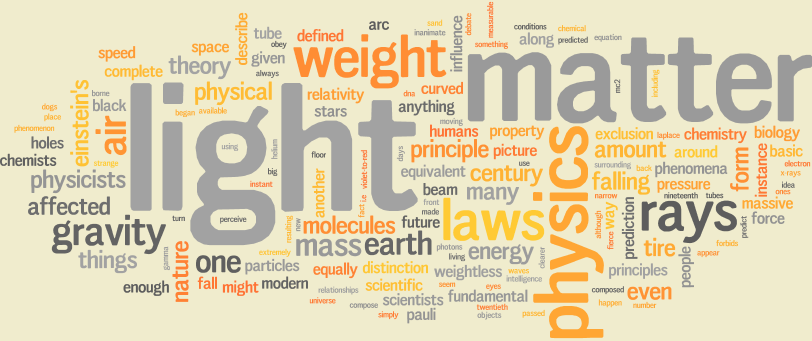 light
matter
physics
weight
laws
rays
gravity
mass
earth
one
air
physical
theory
principle
century
many
energy
falling
amount
form
even
tire
nature
molecules
affected
physicists
things
einstein's
complete
speed
space
describe
tube
obey
given
always
defined
arc
inanimate
influence
sand
debate
measurable
something
conditions
along
predicted
chemical
equation
mc2
including
relativity
curved
stars
anything
dna
moving
humans
property
picture
exclusion
laplace
chemistry
biology
basic
around
surrounding
back
phenomena
electron
x-rays
instance
idea
ones
massive
force
pressure
narrow
nineteenth
tubes
although
fierce
way
prediction
predict
forbids
appear
people
principles
composed
happen
number
fundamental
intelligence
clearer
waves
weightless
photons
living
distinction
scientific
equally
seem
eyes
scientists
twentieth
objects
passed
pauli
simply
compose
universe
relationships
modern
might
fall
particles
extremely
resulting
new
gamma
enough
turn
perceive
using
helium
big
instant
floor
another
fact
i.e
violet-to-red
days
equivalent
beam
use
front
made
future
black
borne
began
available
dogs
place
phenomenon
holes
chemists
strange